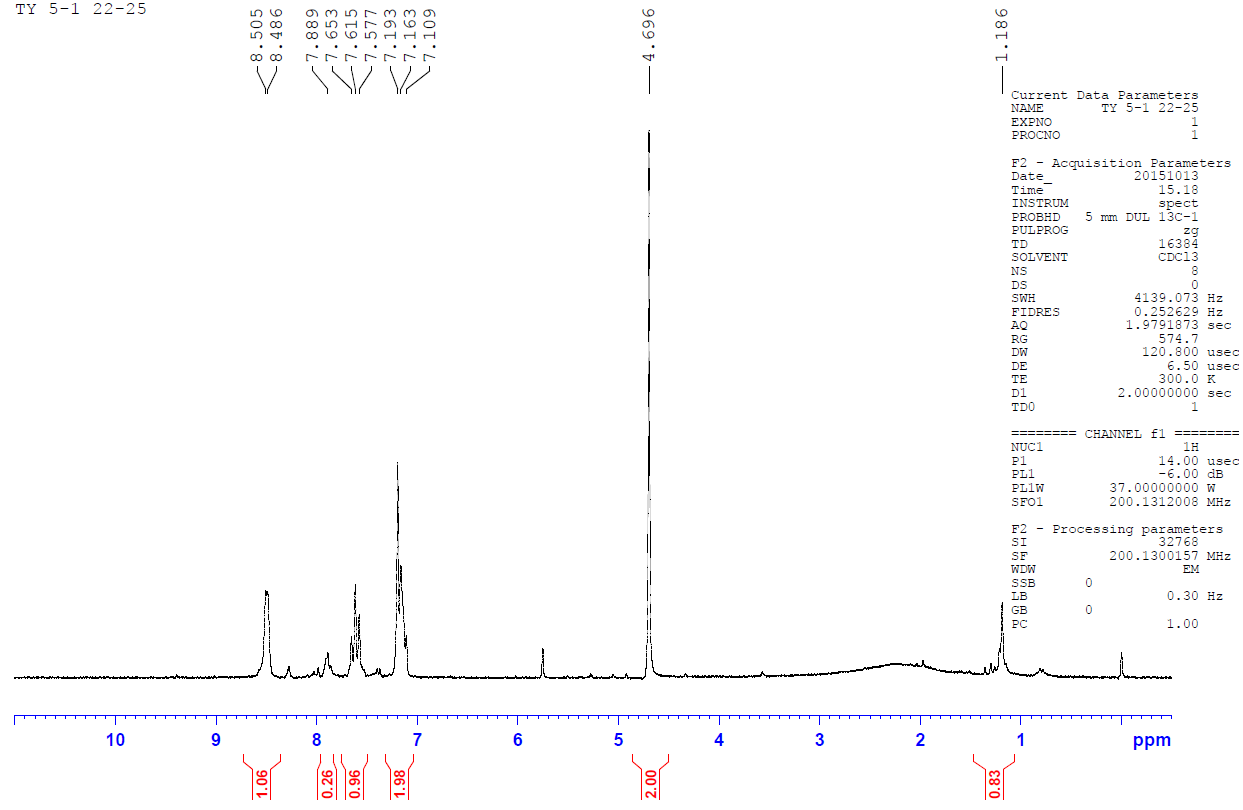 TY 5-1 22-25
8.505
8.486
7.889
7.653
7.615
7.577
7.193
7.163
7.109
4.696
1.186
Current Data Parameters
NAME TY 5-1 22-25
EXPNO 1
PROCNO 1
F2 - Acquisition Parameters
Date_ 20151013
Time 15.18
INSTRUM spect
PROBHD 5 mm DUL 13C-1
PULPROG zg
TD 16384
SOLVENT CDCl3
NS 8
DS 0
SWH 4139.073 Hz
FIDRES 0.252629 Hz
AQ 1.9791873 sec
RG 574.7
DW 120.800 usec
DE 6.50 usec
TE 300.0 K
D1 2.00000000 sec
TD0 1
======== CHANNEL f1 ========
NUC1 1H
P1 14.00 usec
PL1 -6.00 dB
PL1W 37.00000000 W
SFO1 200.1312008 MHz
F2 - Processing parameters
SI 32768
SF 200.1300157 MHz
WDW EM
SSB 0
LB 0.30 Hz
GB 0
PC 1.00
10 9 8 7 6 5 4 3 2 1 ppm
1.06
0.26
0.96
1.98
2.00
0.83